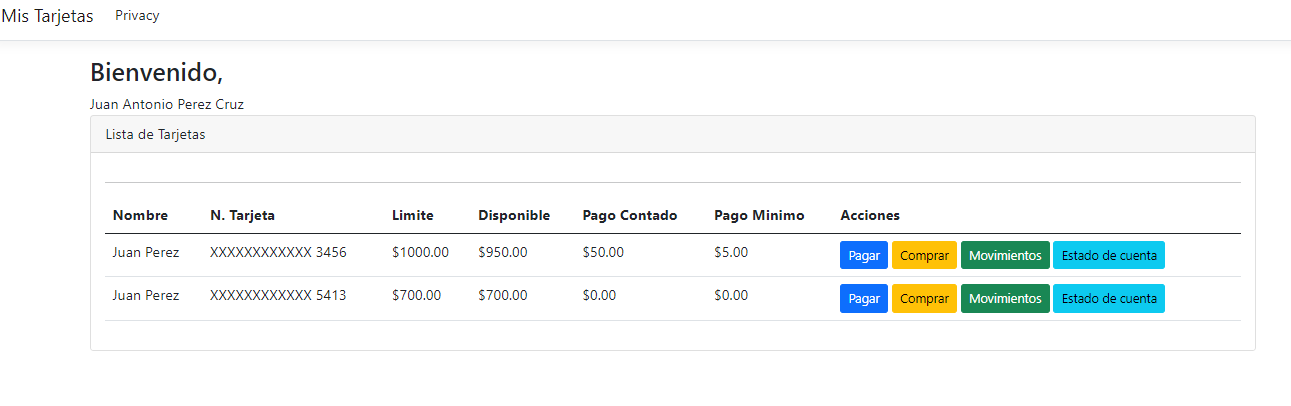 Mis Tarjetas Privacy
Bienvenido,
Juan Antonio Perez Cruz
Lista de Tarjetas
Nombre N. Tarjeta Limite Disponible Pago Contado Pago Minimo Acciones
Juan Perez XXXXXXXXXXXX 3456 $1000.00 $950.00 $50.00 $5.00 Pagar Comprar Movimientos Estado de cuenta
Juan Perez XXXXXXXXXXXX 5413 $700.00 $700.00 $0.00 $0.00 Pagar Comprar Movimientos Estado de cuenta